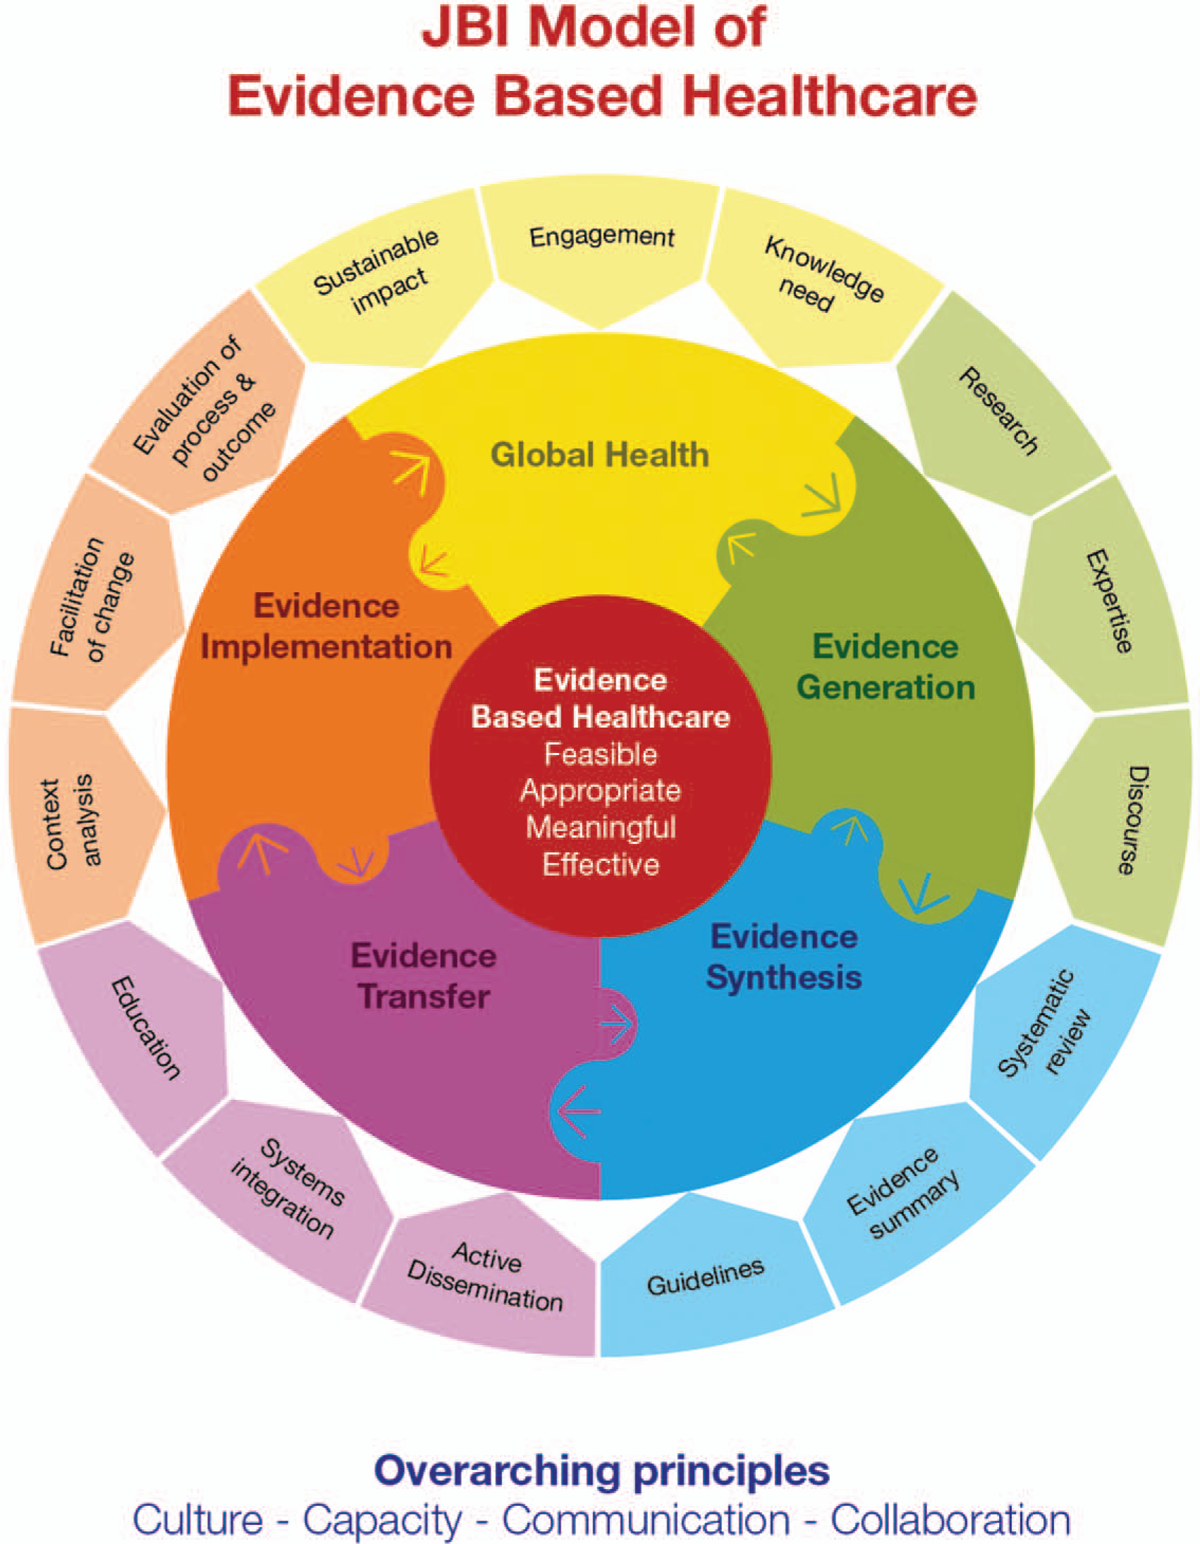 JBI Model of
Evidence Based Healthcare
Engagement
Knowledge
need
Research
Expertise
Discourse
Systematic
review
Evidence
summary
Guidelines
Active
Dissemination
Systems
integration
Education
Context
analysis
Facilitation
of change
Evaluation of
process &
outcome
Sustainable
impact
Global Health
Evidence
Generation
Evidence
Synthesis
Evidence
Transfer
Evidence
Implementation
Evidence
Based Healthcare
Feasible
Appropriate
Meaningful
Effective
Overarching principles
Culture - Capacity - Communication - Collaboration